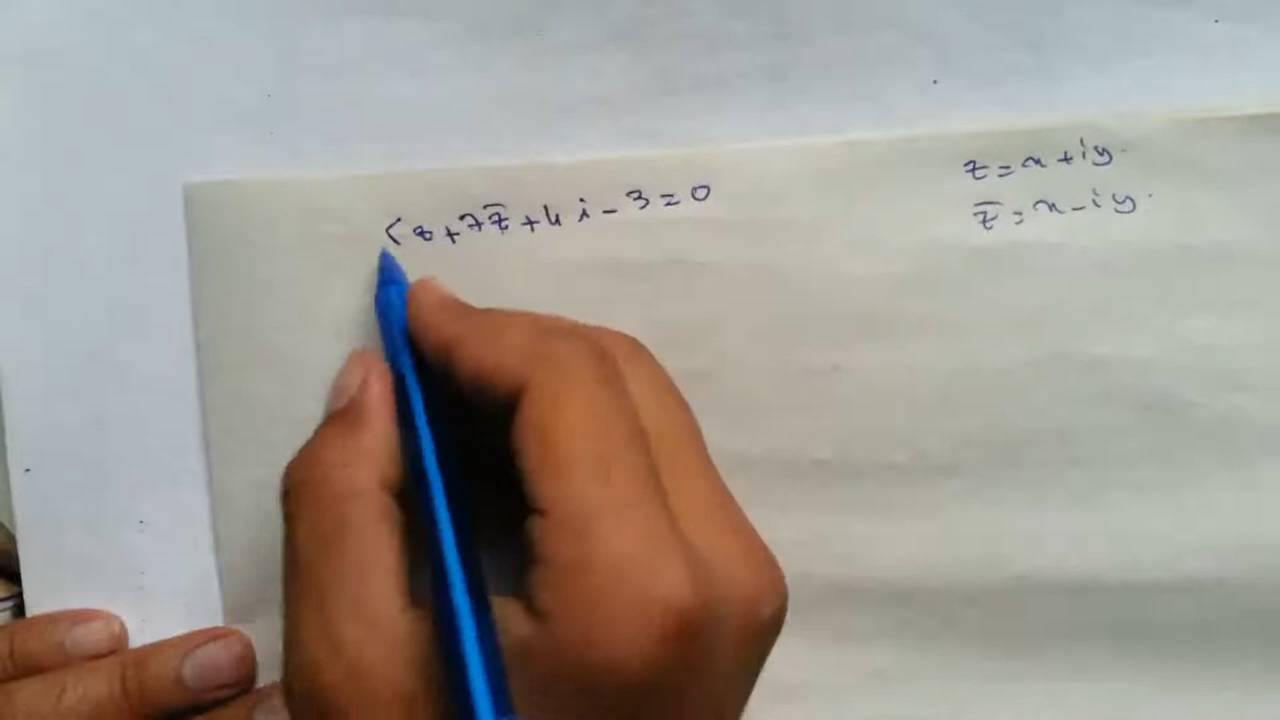 z + 7z̅ + 4i - 3 = 0
z = x + iy.
z̅ = x - iy.